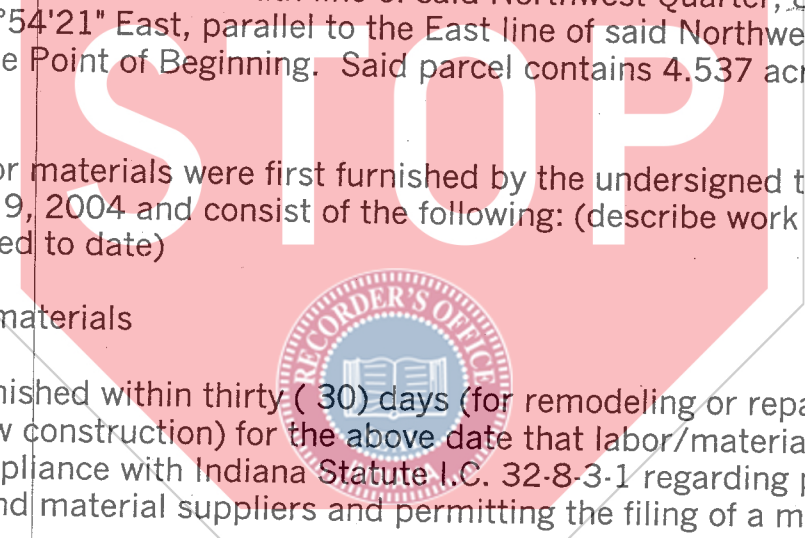 °54'21" East, parallel to the East line of said Northwe
e Point of Beginning. Said parcel contains 4.537 acr
STOP
or materials were first furnished by the undersigned t
9, 2004 and consist of the following: (describe work
ed to date)
materials
RECORDER'S OFFICE
nished within thirty ( 30) days (for remodeling or repa
w construction) for the above date that labor/materia
pliance with Indiana Statute I.C. 32-8-3-1 regarding p
nd material suppliers and permitting the filing of a m